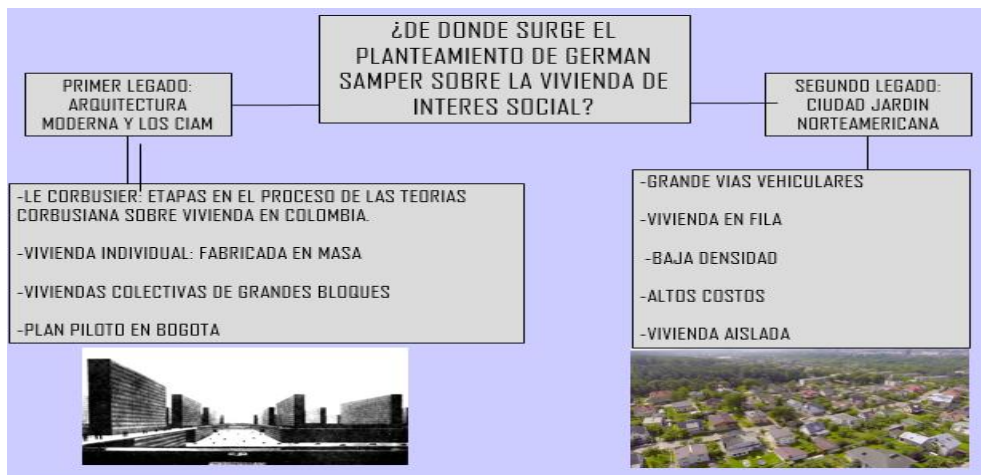 ¿DE DONDE SURGE EL
PLANTEAMIENTO DE GERMAN
SAMPER SOBRE LA VIVIENDA DE
INTERES SOCIAL?
PRIMER LEGADO:
ARQUITECTURA
MODERNA Y LOS CIAM
-LE CORBUSIER: ETAPAS EN EL PROCESO DE LAS TEORIAS
CORBUSIANA SOBRE VIVIENDA EN COLOMBIA.
-VIVIENDA INDIVIDUAL: FABRICADA EN MASA
-VIVIENDAS COLECTIVAS DE GRANDES BLOQUES
-PLAN PILOTO EN BOGOTA
SEGUNDO LEGADO:
CIUDAD JARDIN
NORTEAMERICANA
-GRANDE VIAS VEHICULARES
-VIVIENDA EN FILA
-BAJA DENSIDAD
-ALTOS COSTOS
-VIVIENDA AISLADA